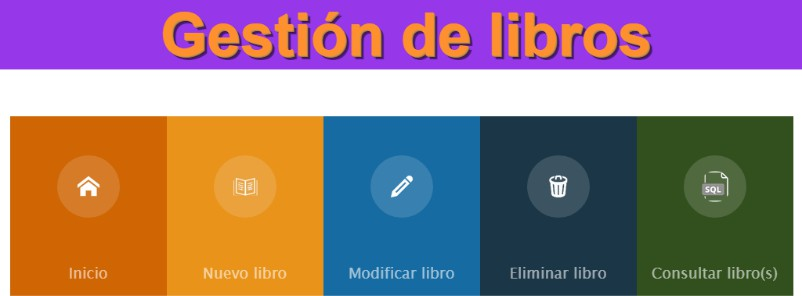 Gestión de libros
SQL
Inicio
Nuevo libro
Modificar libro
Eliminar libro
Consultar libro(s)